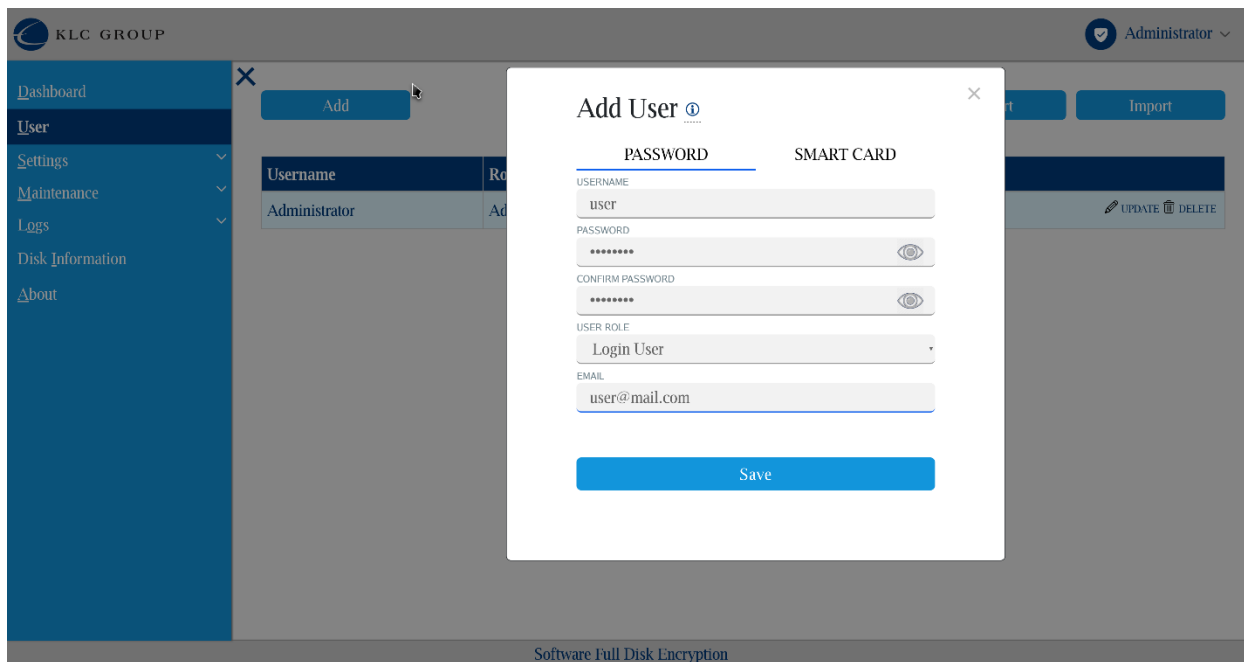 KLC GROUP
Administrator
Dashboard
User
Settings
Maintenance
Logs
Disk Information
About
Add
Import
Username
Administrator
UPDATE DELETE
Add User
PASSWORD SMART CARD
USERNAME
user
PASSWORD
••••••••
CONFIRM PASSWORD
••••••••
USER ROLE
Login User
EMAIL
user@mail.com
Save
Software Full Disk Encryption